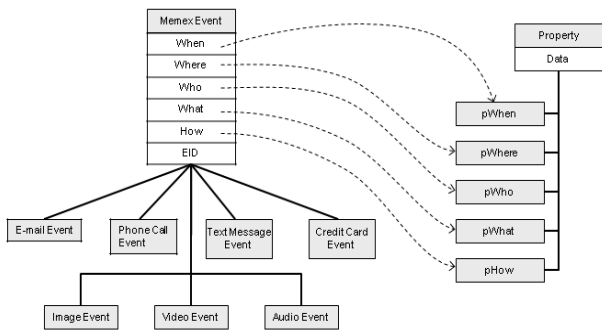 Memex Event
When
Where
Who
What
How
EID
Property
Data
pWhen
pWhere
pWho
pWhat
pHow
E-mail Event
Phone Call
Event
Text Message
Event
Credit Card
Event
Image Event
Video Event
Audio Event